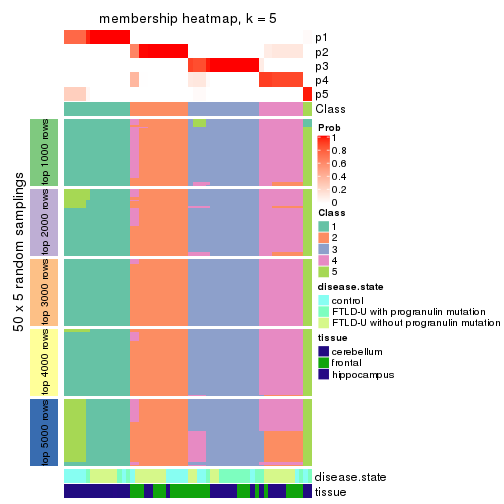 membership heatmap, k = 5
p1
p2
p3
p4
p5
Class
50 x 5 random samplings
top 1000 rows
top 2000 rows
top 3000 rows
top 4000 rows
top 5000 rows
disease.state
tissue
Prob
1
0.8
0.6
0.4
0.2
0
Class
1
2
3
4
5
disease.state
control
FTLD-U with progranulin mutation
FTLD-U without progranulin mutation
tissue
cerebellum
frontal
hippocampus